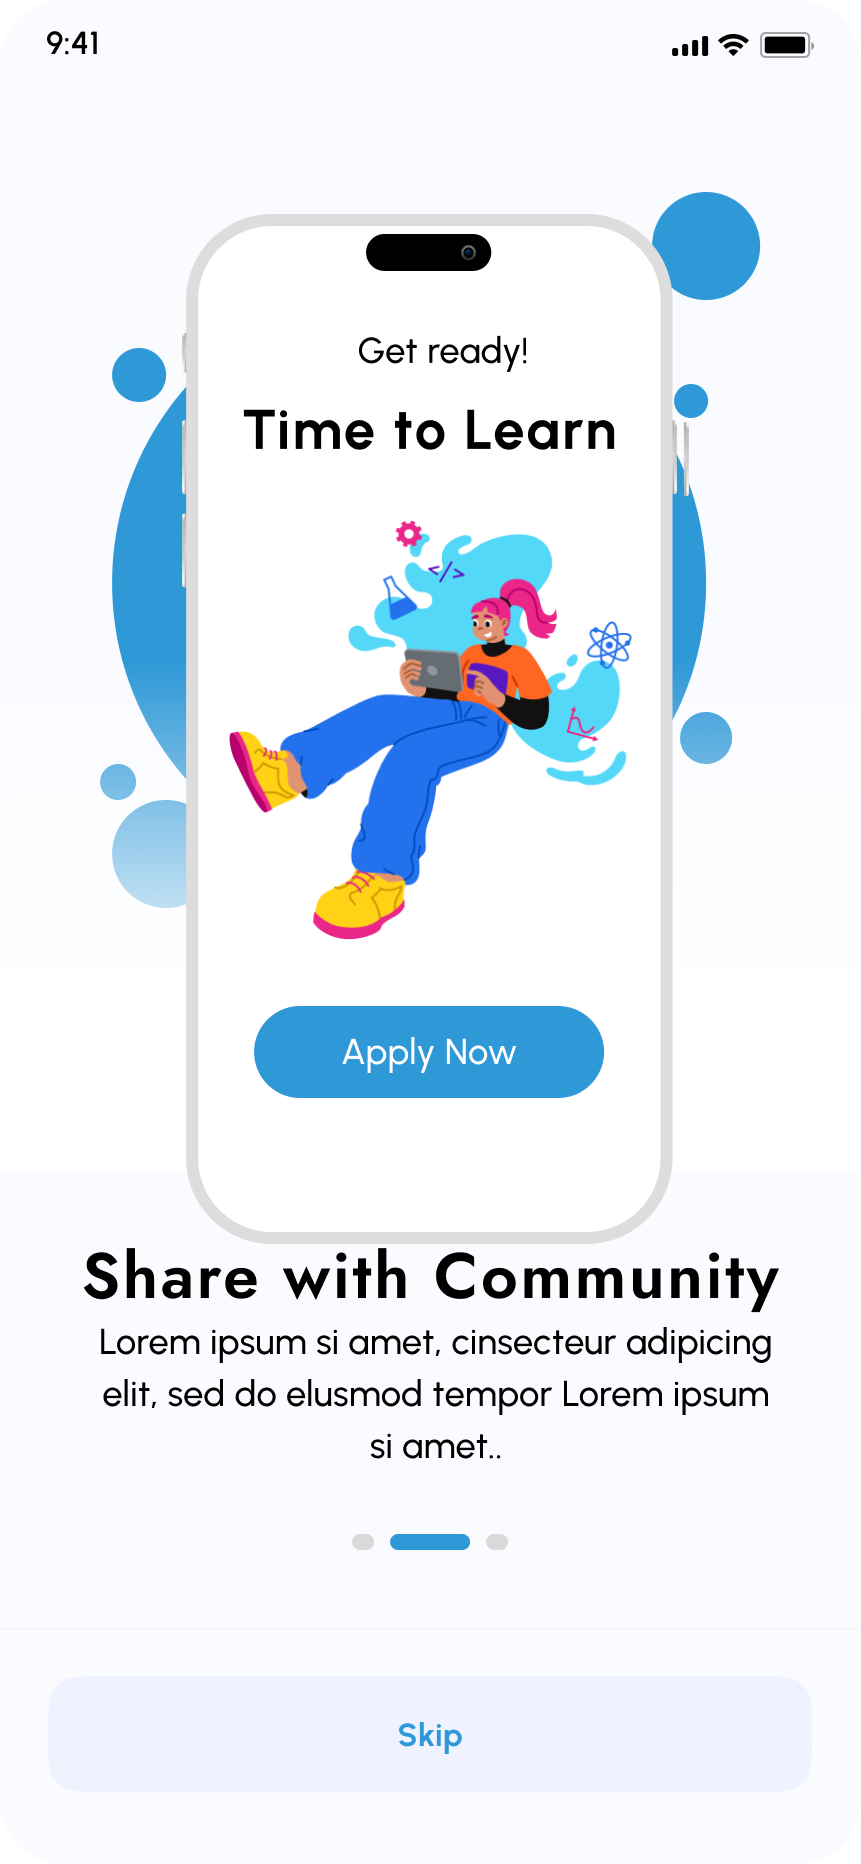 9:41
Get ready!
Time to Learn
</>
Apply Now
Share with Community
Lorem ipsum si amet, cinsecteur adipicing
elit, sed do elusmod tempor Lorem ipsum
si amet..
Skip